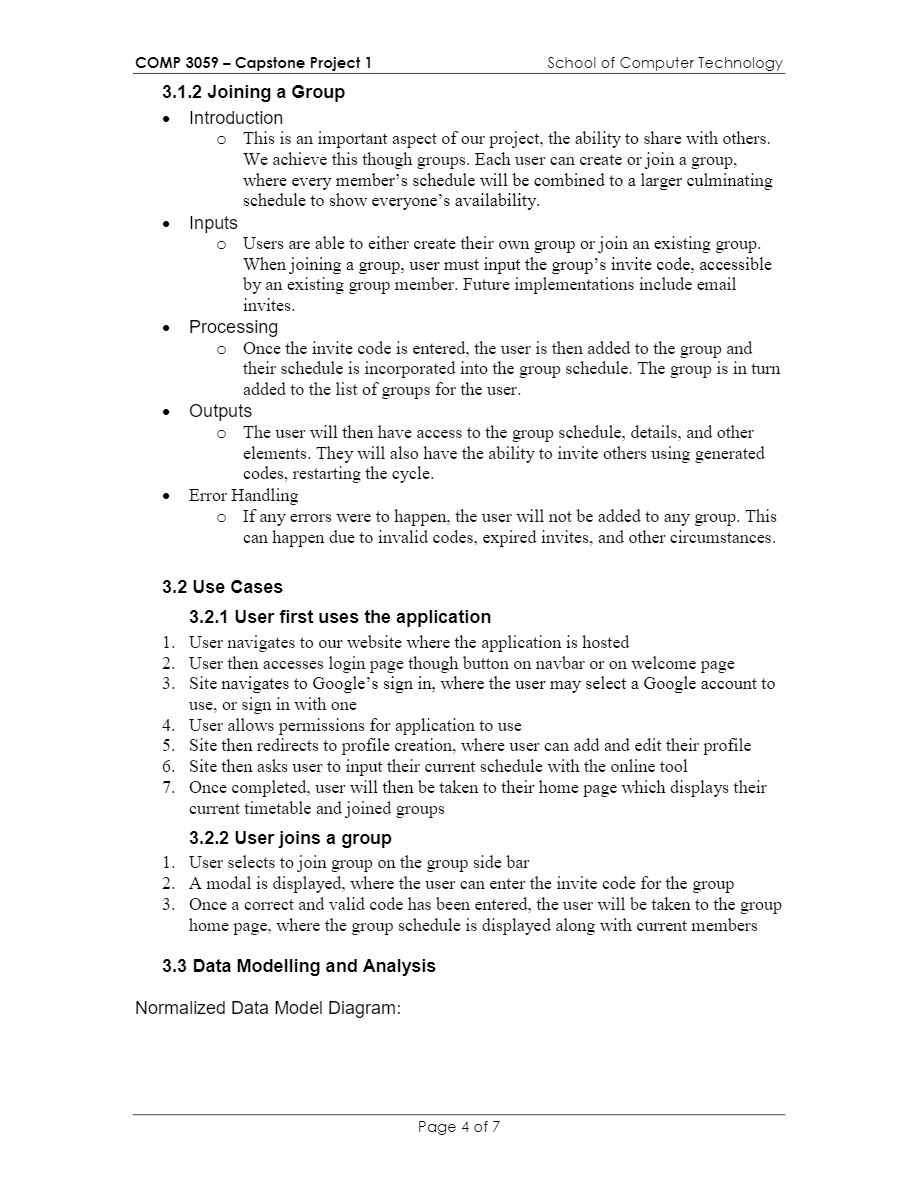 COMP 3059 – Capstone Project 1 School of Computer Technology
3.1.2 Joining a Group
• Introduction
o This is an important aspect of our project, the ability to share with others.
We achieve this though groups. Each user can create or join a group,
where every member’s schedule will be combined to a larger culminating
schedule to show everyone’s availability.
• Inputs
o Users are able to either create their own group or join an existing group.
When joining a group, user must input the group’s invite code, accessible
by an existing group member. Future implementations include email
invites.
• Processing
o Once the invite code is entered, the user is then added to the group and
their schedule is incorporated into the group schedule. The group is in turn
added to the list of groups for the user.
• Outputs
o The user will then have access to the group schedule, details, and other
elements. They will also have the ability to invite others using generated
codes, restarting the cycle.
• Error Handling
o If any errors were to happen, the user will not be added to any group. This
can happen due to invalid codes, expired invites, and other circumstances.
3.2 Use Cases
3.2.1 User first uses the application
1. User navigates to our website where the application is hosted
2. User then accesses login page though button on navbar or on welcome page
3. Site navigates to Google’s sign in, where the user may select a Google account to
use, or sign in with one
4. User allows permissions for application to use
5. Site then redirects to profile creation, where user can add and edit their profile
6. Site then asks user to input their current schedule with the online tool
7. Once completed, user will then be taken to their home page which displays their
current timetable and joined groups
3.2.2 User joins a group
1. User selects to join group on the group side bar
2. A modal is displayed, where the user can enter the invite code for the group
3. Once a correct and valid code has been entered, the user will be taken to the group
home page, where the group schedule is displayed along with current members
3.3 Data Modelling and Analysis
Normalized Data Model Diagram:
Page 4 of 7